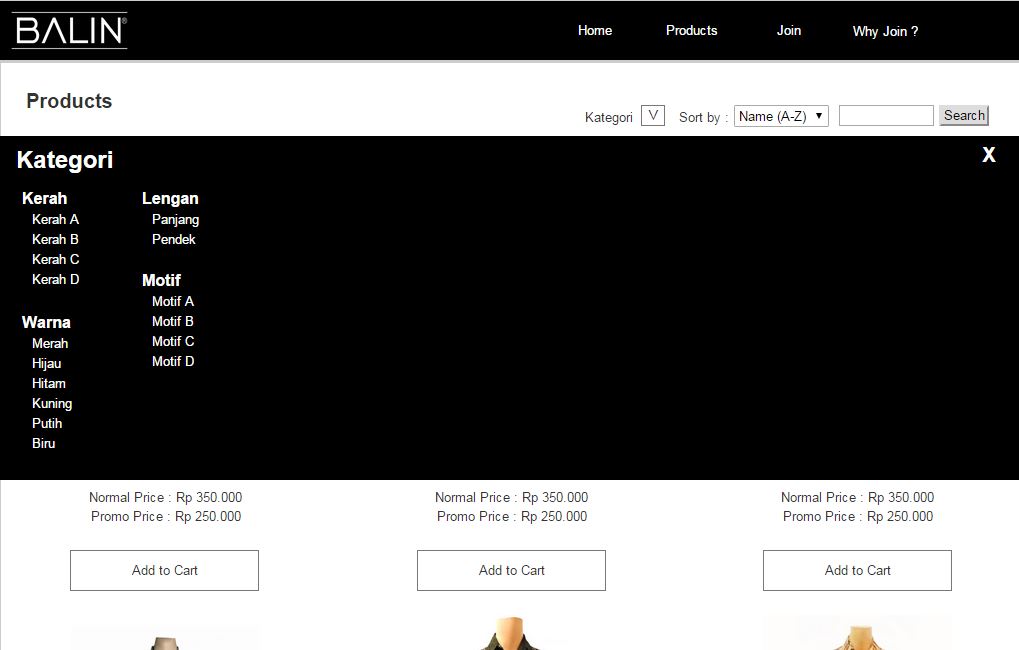 BALIN®
Home Products Join Why Join ?
Products
Kategori V Sort by : Name (A-Z) ▼ Search
Kategori X
Kerah
Kerah A
Kerah B
Kerah C
Kerah D
Warna
Merah
Hijau
Hitam
Kuning
Putih
Biru
Lengan
Panjang
Pendek
Motif
Motif A
Motif B
Motif C
Motif D
Normal Price : Rp 350.000
Promo Price : Rp 250.000
Add to Cart
Normal Price : Rp 350.000
Promo Price : Rp 250.000
Add to Cart
Normal Price : Rp 350.000
Promo Price : Rp 250.000
Add to Cart